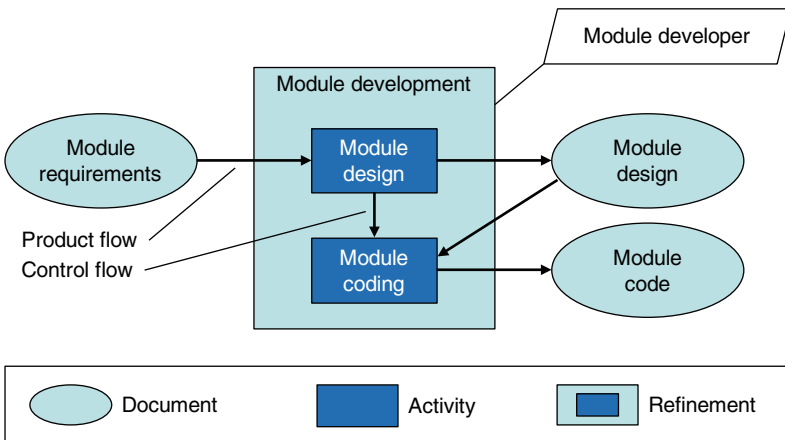 Module developer
Module development
Module
requirements
Module
design
Module
design
Product flow
Control flow
Module
coding
Module
code
Document
Activity
Refinement